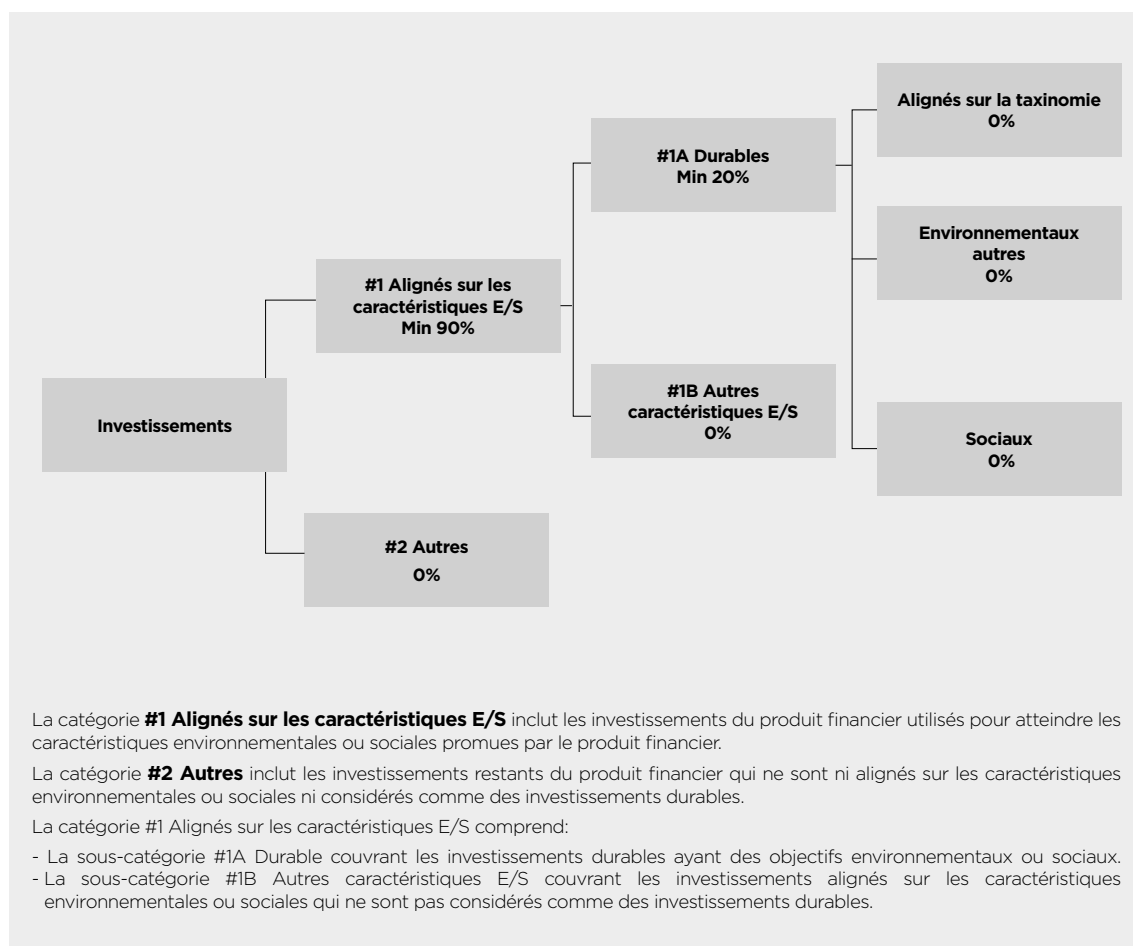 Alignés sur la taxinomie
0%
#1A Durables
Min 20%
Environnementaux
autres
0%
#1 Alignés sur les
caractéristiques E/S
Min 90%
#1B Autres
caractéristiques E/S
0%
Investissements
Sociaux
0%
#2 Autres
0%
La catégorie #1 Alignés sur les caractéristiques E/S inclut les investissements du produit financier utilisés pour atteindre les
caractéristiques environnementales ou sociales promues par le produit financier.
La catégorie #2 Autres inclut les investissements restants du produit financier qui ne sont ni alignés sur les caractéristiques
environnementales ou sociales ni considérés comme des investissements durables.
La catégorie #1 Alignés sur les caractéristiques E/S comprend:
- La sous-catégorie #1A Durable couvrant les investissements durables ayant des objectifs environnementaux ou sociaux.
- La sous-catégorie #1B Autres caractéristiques E/S couvrant les investissements alignés sur les caractéristiques
environnementales ou sociales qui ne sont pas considérés comme des investissements durables.